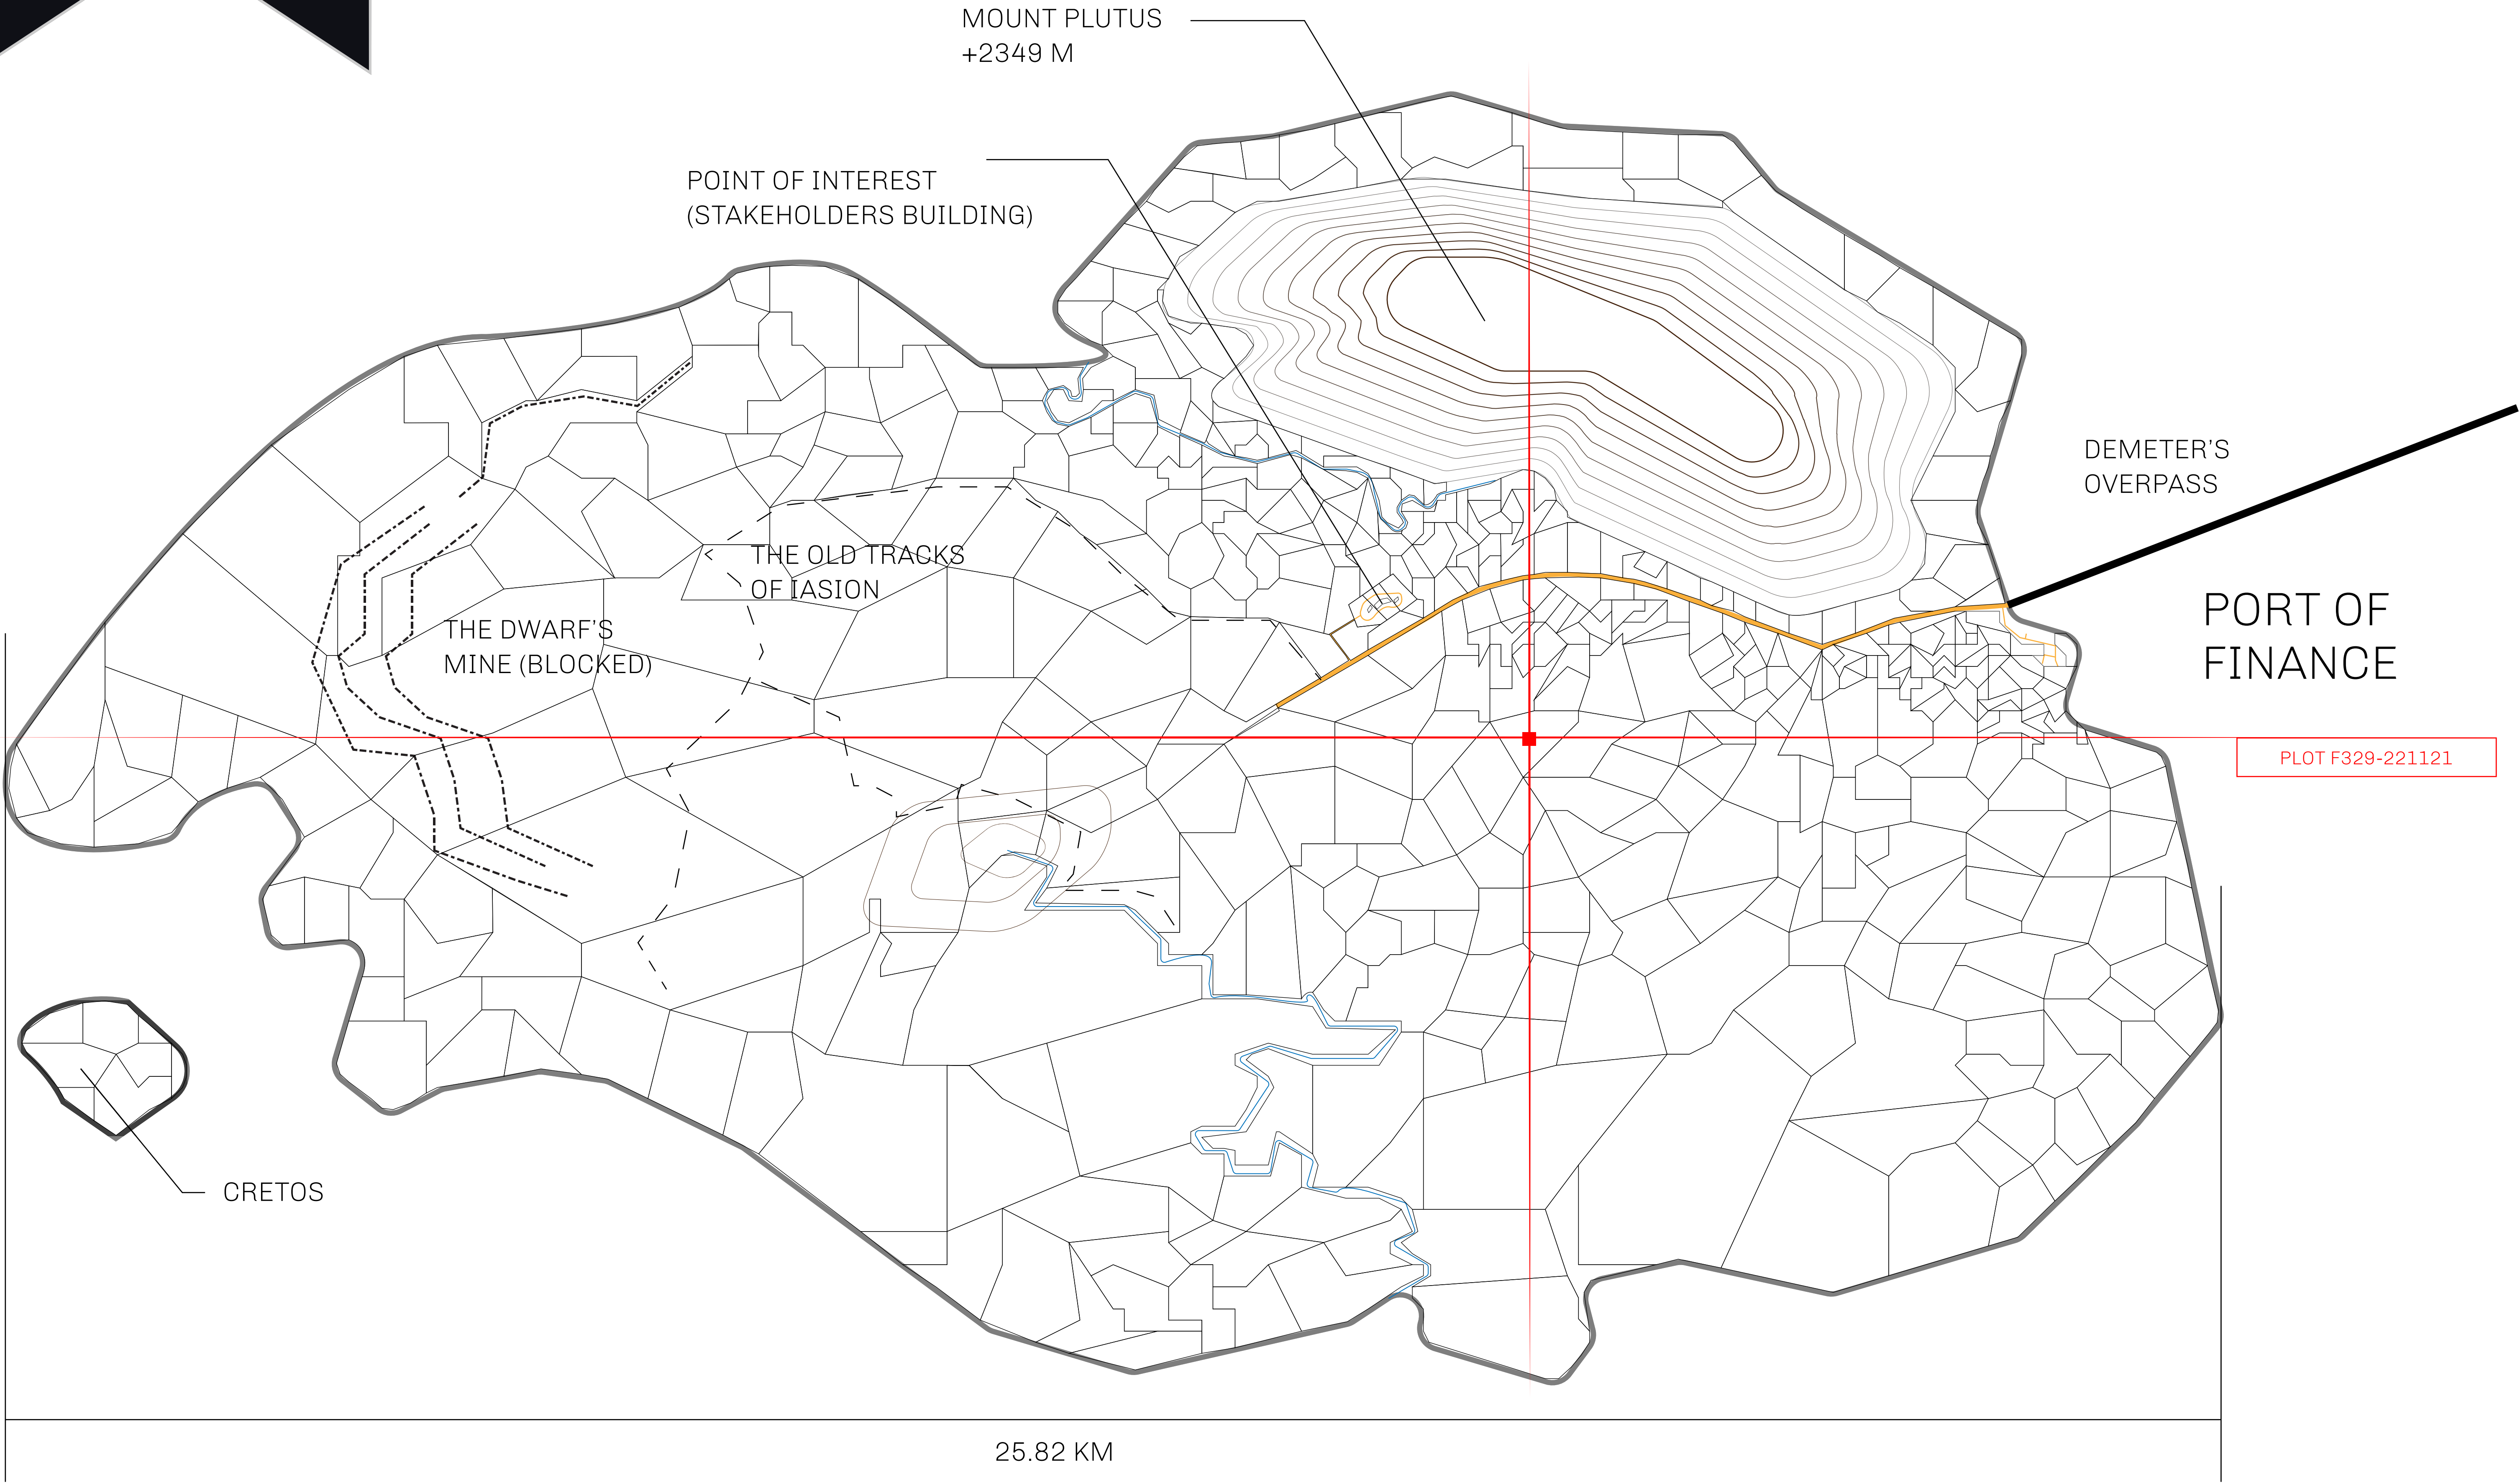 MOUNT PLUTUS
+2349 M
POINT OF INTEREST
(STAKEHOLDERS BUILDING)
DEMETER'S
OVERPASS
THE OLD TRACKS
OF IASION
PORT OF
FINANCE
THE DWARF'S
MINE (BLOCKED)
PLOT F329-221121
CRETOS
25.82 KM